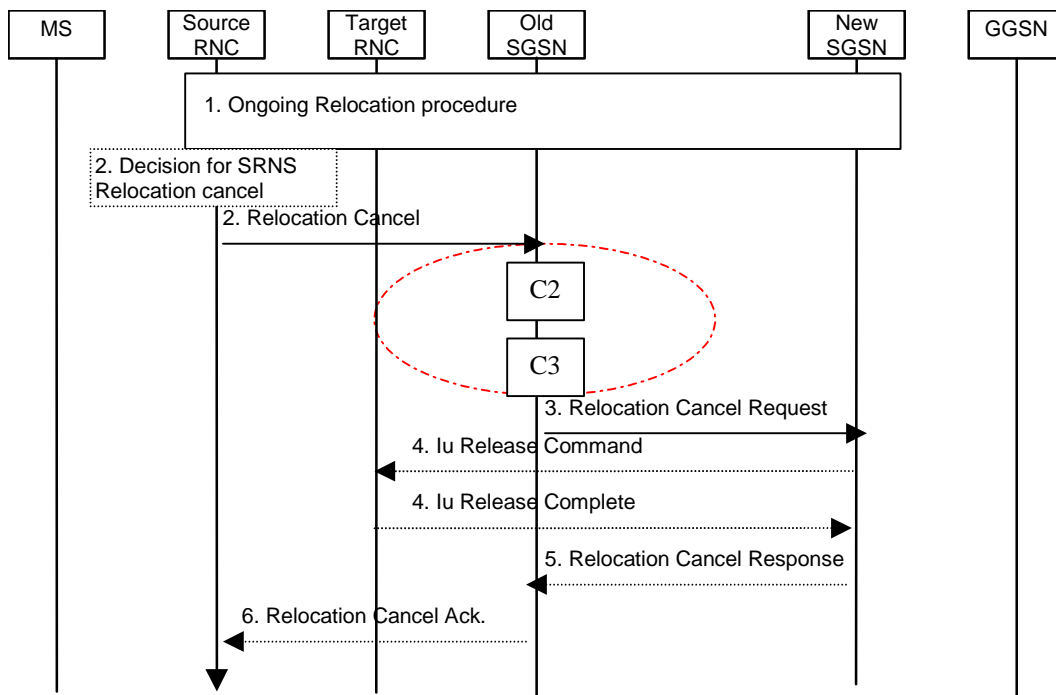 MS
Source
RNC
Target
RNC
Old
SGSN
New
SGSN
GGSN
1. Ongoing Relocation procedure
2. Decision for SRNS
Relocation cancel
2. Relocation Cancel
C2
C3
3. Relocation Cancel Request
4. Iu Release Command
4. Iu Release Complete
5. Relocation Cancel Response
6. Relocation Cancel Ack.